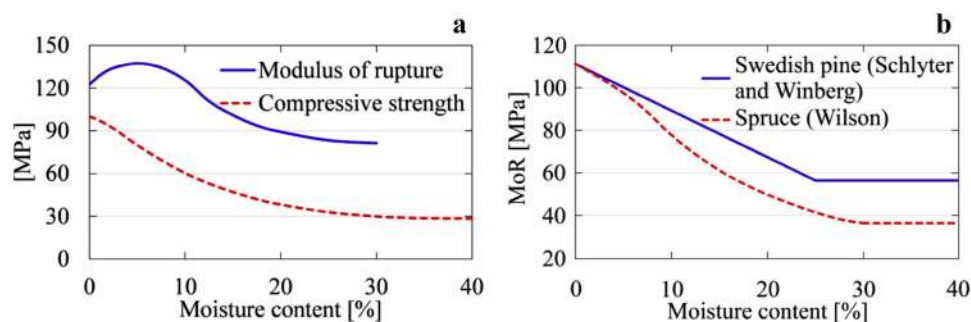 a
150
120
90
60
30
0
[MPa]
Modulus of rupture
Compressive strength
0 10 20 30 40
Moisture content [%]
b
120
100
80
60
40
20
MoR [MPa]
Swedish pine (Schlyter
and Winberg)
Spruce (Wilson)
0 10 20 30 40
Moisture content [%]